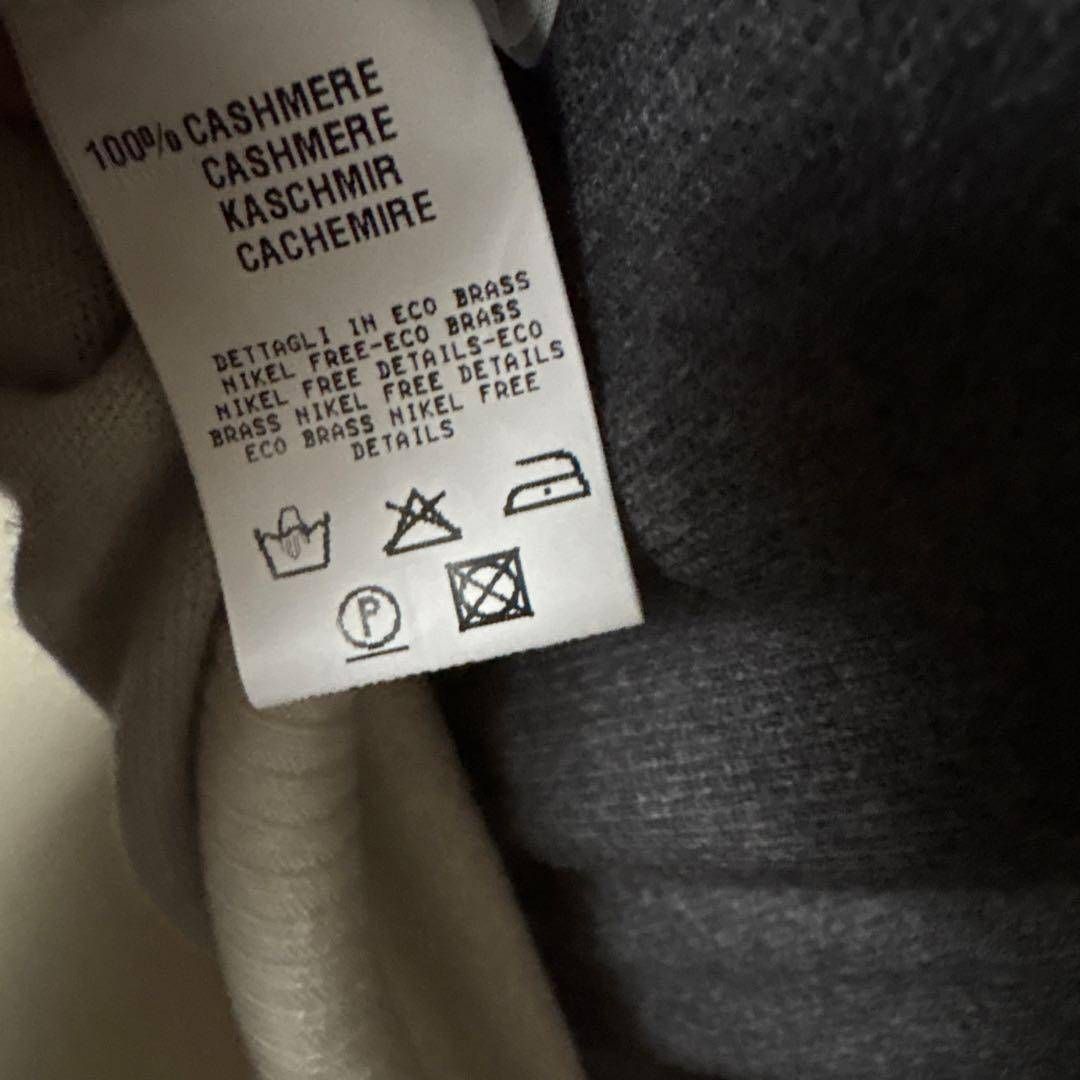 100% CASHMERE
CASHMERE
KASCHMIR
CACHEMIRE
DETTAGLI IN ECO BRASS
NIKEL FREE-ECO BRASS
NIKEL FREE DETAILS-ECO
BRASS NIKEL FREE DETAILS
ECO BRASS NIKEL FREE
DETAILS
P